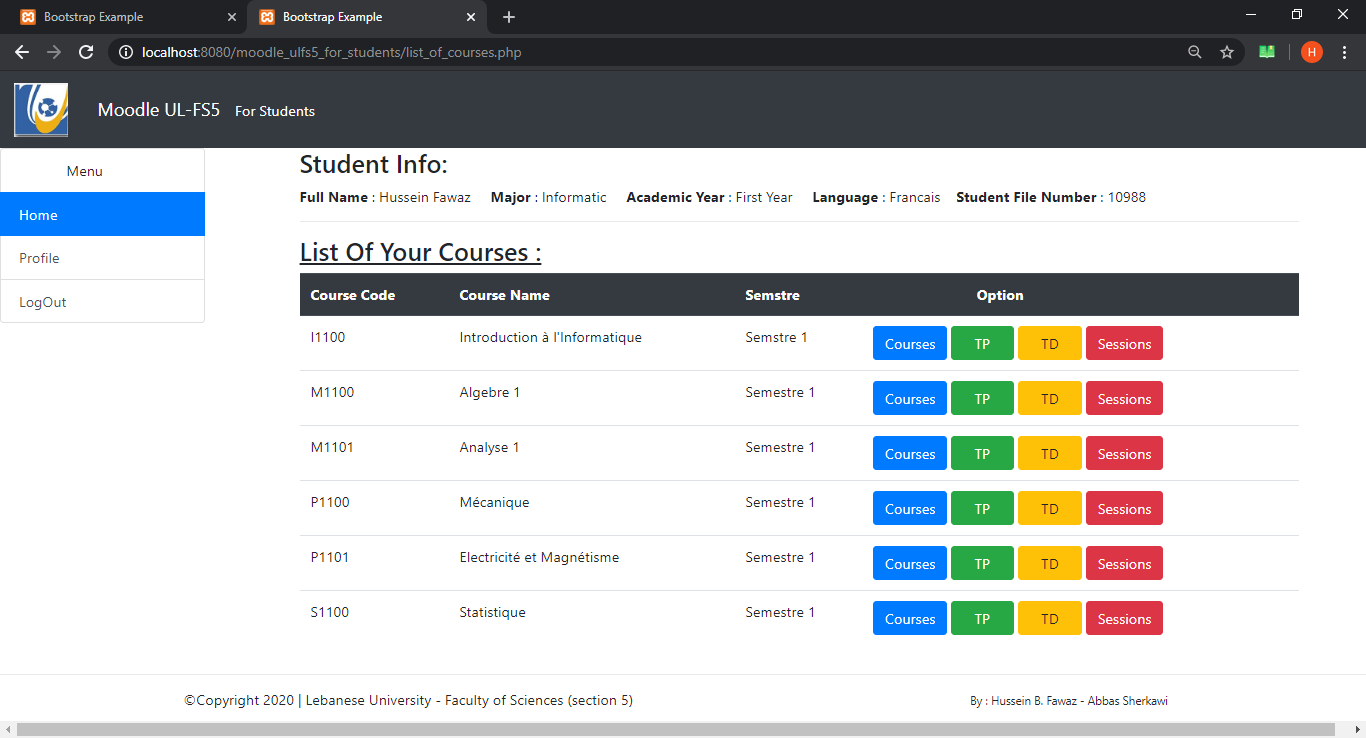 Bootstrap Example
Bootstrap Example
localhost:8080/moodle_ulfs5_for_students/list_of_courses.php
H
Moodle UL-FS5 For Students
Menu
Home
Profile
LogOut
Student Info:
Full Name : Hussein Fawaz Major : Informatic Academic Year : First Year Language : Francais Student File Number : 10988
List Of Your Courses :
Course Code Course Name Semstre Option
I1100 Introduction à l'Informatique Semstre 1 Courses TP TD Sessions
M1100 Algebre 1 Semestre 1 Courses TP TD Sessions
M1101 Analyse 1 Semestre 1 Courses TP TD Sessions
P1100 Mécanique Semestre 1 Courses TP TD Sessions
P1101 Electricité et Magnétisme Semestre 1 Courses TP TD Sessions
S1100 Statistique Semestre 1 Courses TP TD Sessions
©Copyright 2020 | Lebanese University - Faculty of Sciences (section 5)
By : Hussein B. Fawaz - Abbas Sherkawi